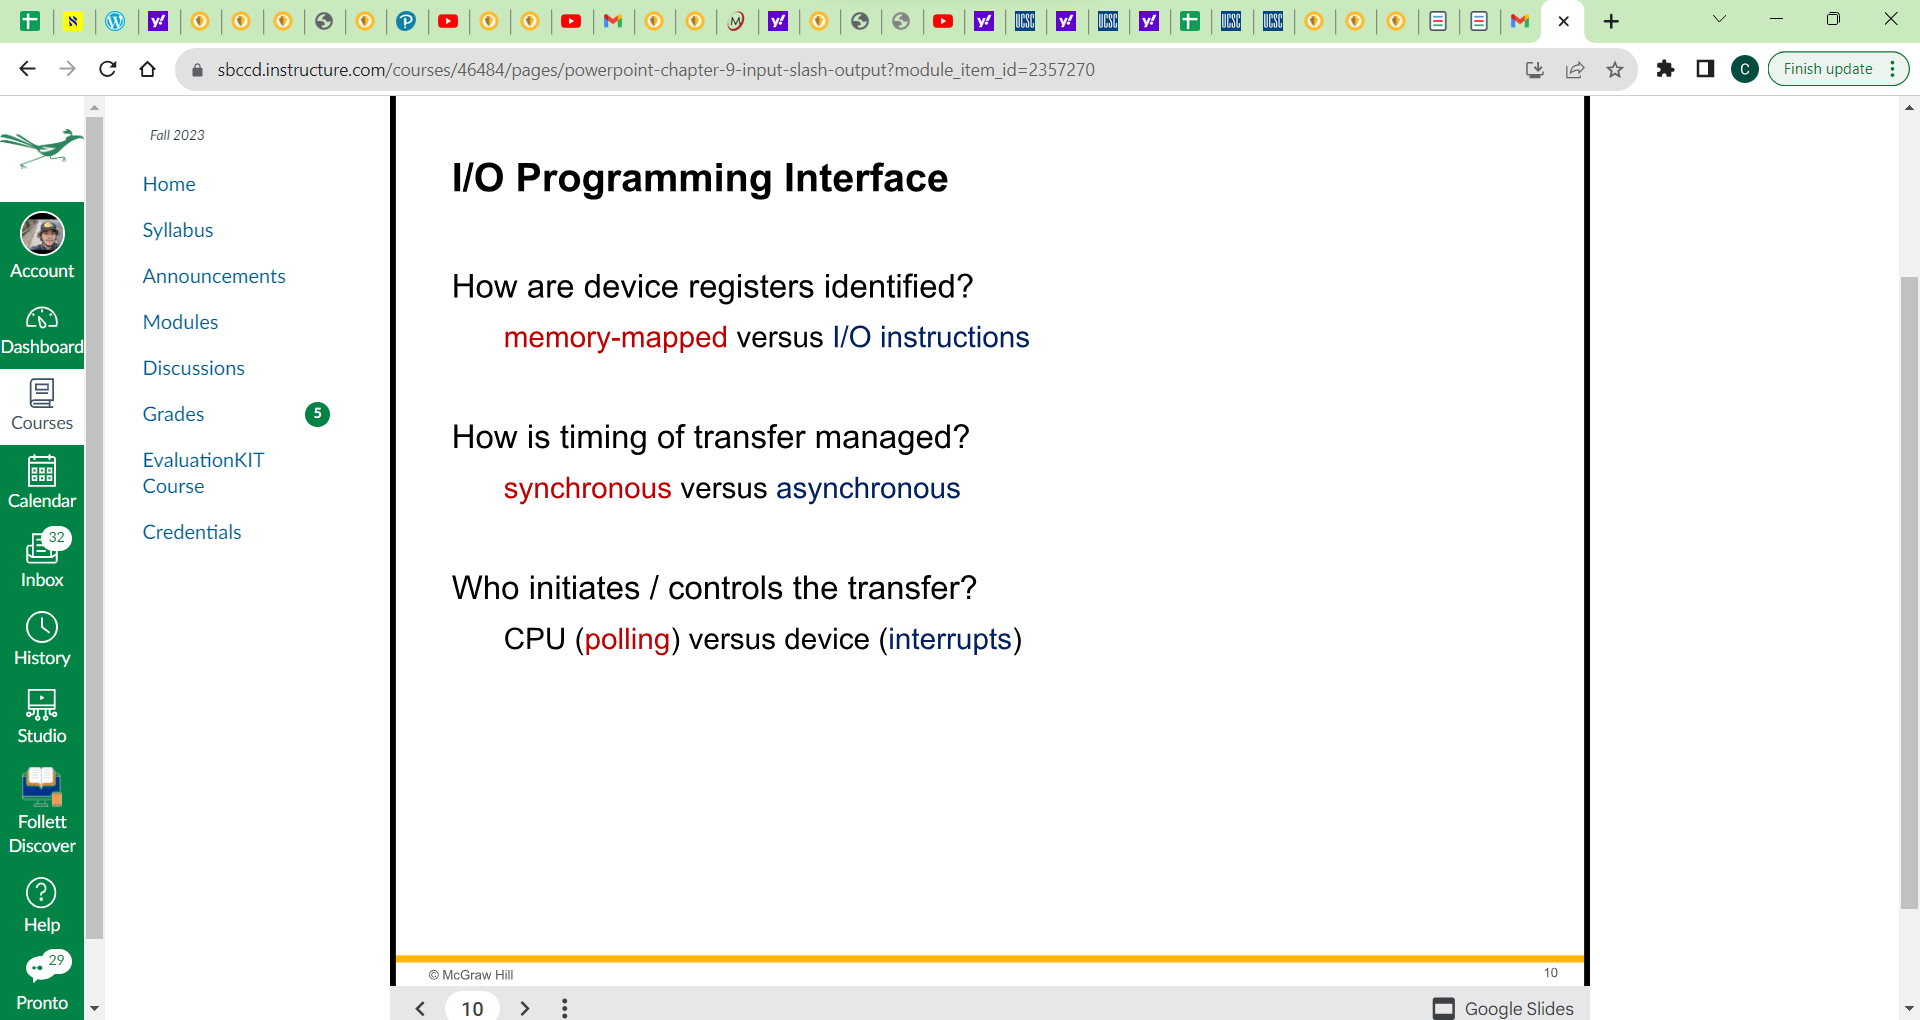 sbccd.instructure.com/courses/46484/pages/powerpoint-chapter-9-input-slash-output?module_item_id=2357270
C
Finish update
Account
Dashboard
Courses
Calendar
32
Inbox
History
Studio
Follett
Discover
Help
29
Pronto
Fall 2023
Home
Syllabus
Announcements
Modules
Discussions
Grades 5
EvaluationKIT
Course
Credentials
I/O Programming Interface
How are device registers identified?
memory-mapped versus I/O instructions
How is timing of transfer managed?
synchronous versus asynchronous
Who initiates / controls the transfer?
CPU (polling) versus device (interrupts)
© McGraw Hill
10
10
Google Slides